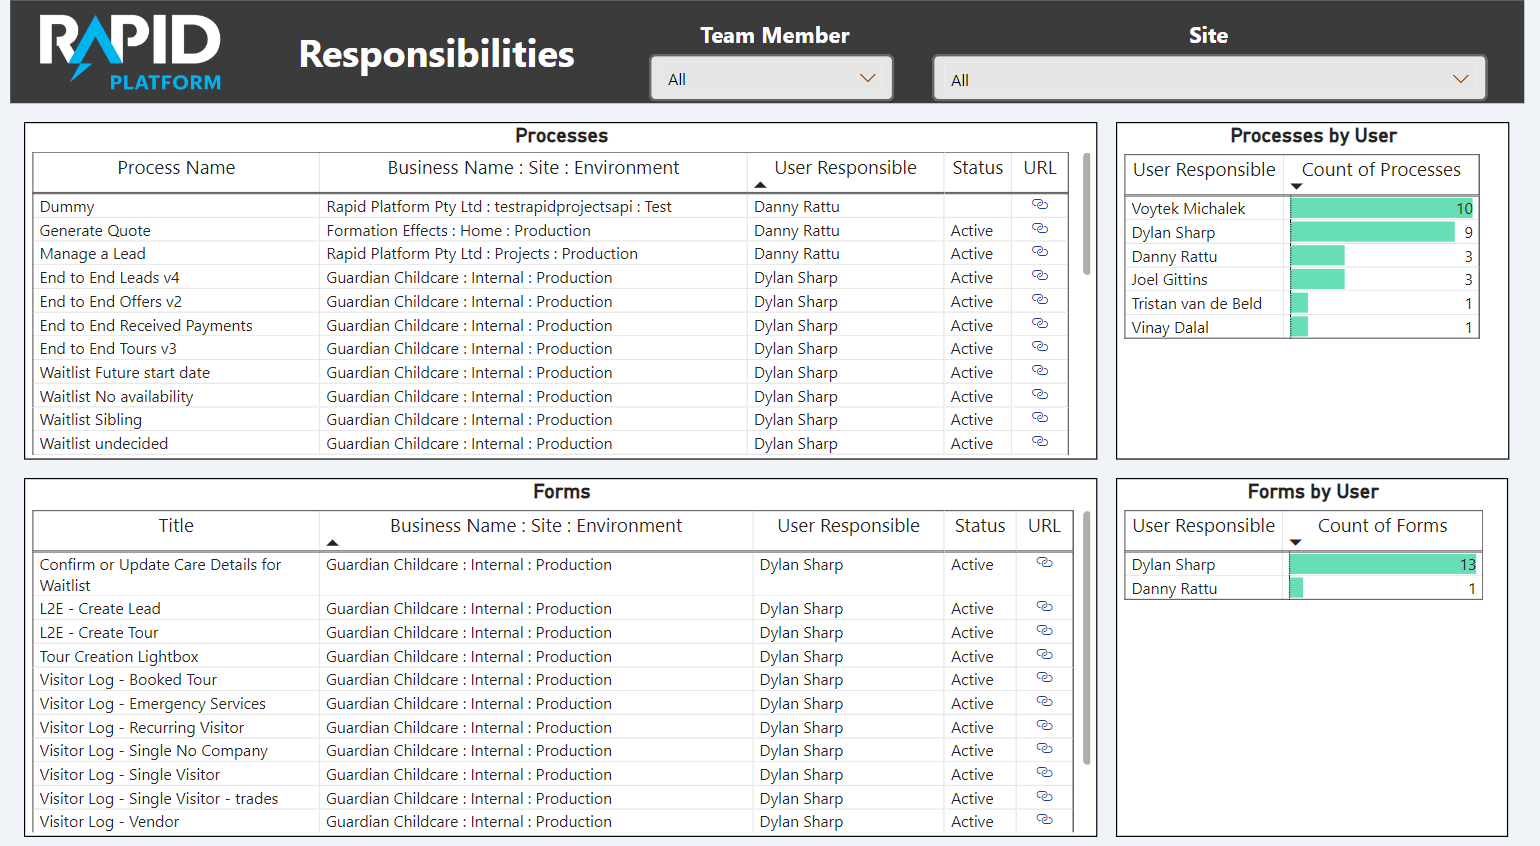 RAPID
PLATFORM
Responsibilities
Team Member
Site
All
All
Processes
Process Name Business Name : Site : Environment User Responsible Status URL
Dummy Rapid Platform Pty Ltd : testrapidprojectsapi : Test Danny Rattu
Generate Quote Formation Effects : Home : Production Danny Rattu Active
Manage a Lead Rapid Platform Pty Ltd : Projects : Production Danny Rattu Active
End to End Leads v4 Guardian Childcare : Internal : Production Dylan Sharp Active
End to End Offers v2 Guardian Childcare : Internal : Production Dylan Sharp Active
End to End Received Payments Guardian Childcare : Internal : Production Dylan Sharp Active
End to End Tours v3 Guardian Childcare : Internal : Production Dylan Sharp Active
Waitlist Future start date Guardian Childcare : Internal : Production Dylan Sharp Active
Waitlist No availability Guardian Childcare : Internal : Production Dylan Sharp Active
Waitlist Sibling Guardian Childcare : Internal : Production Dylan Sharp Active
Waitlist undecided Guardian Childcare : Internal : Production Dylan Sharp Active
Processes by User
User Responsible Count of Processes
Voytek Michalek 10
Dylan Sharp 9
Danny Rattu 3
Joel Gittins 3
Tristan van de Beld 1
Vinay Dalal 1
Forms
Title Business Name : Site : Environment User Responsible Status URL
Confirm or Update Care Details for Guardian Childcare : Internal : Production Dylan Sharp Active
Waitlist
L2E - Create Lead Guardian Childcare : Internal : Production Dylan Sharp Active
L2E - Create Tour Guardian Childcare : Internal : Production Dylan Sharp Active
Tour Creation Lightbox Guardian Childcare : Internal : Production Dylan Sharp Active
Visitor Log - Booked Tour Guardian Childcare : Internal : Production Dylan Sharp Active
Visitor Log - Emergency Services Guardian Childcare : Internal : Production Dylan Sharp Active
Visitor Log - Recurring Visitor Guardian Childcare : Internal : Production Dylan Sharp Active
Visitor Log - Single No Company Guardian Childcare : Internal : Production Dylan Sharp Active
Visitor Log - Single Visitor Guardian Childcare : Internal : Production Dylan Sharp Active
Visitor Log - Single Visitor - trades Guardian Childcare : Internal : Production Dylan Sharp Active
Visitor Log - Vendor Guardian Childcare : Internal : Production Dylan Sharp Active
Forms by User
User Responsible Count of Forms
Dylan Sharp 13
Danny Rattu 1